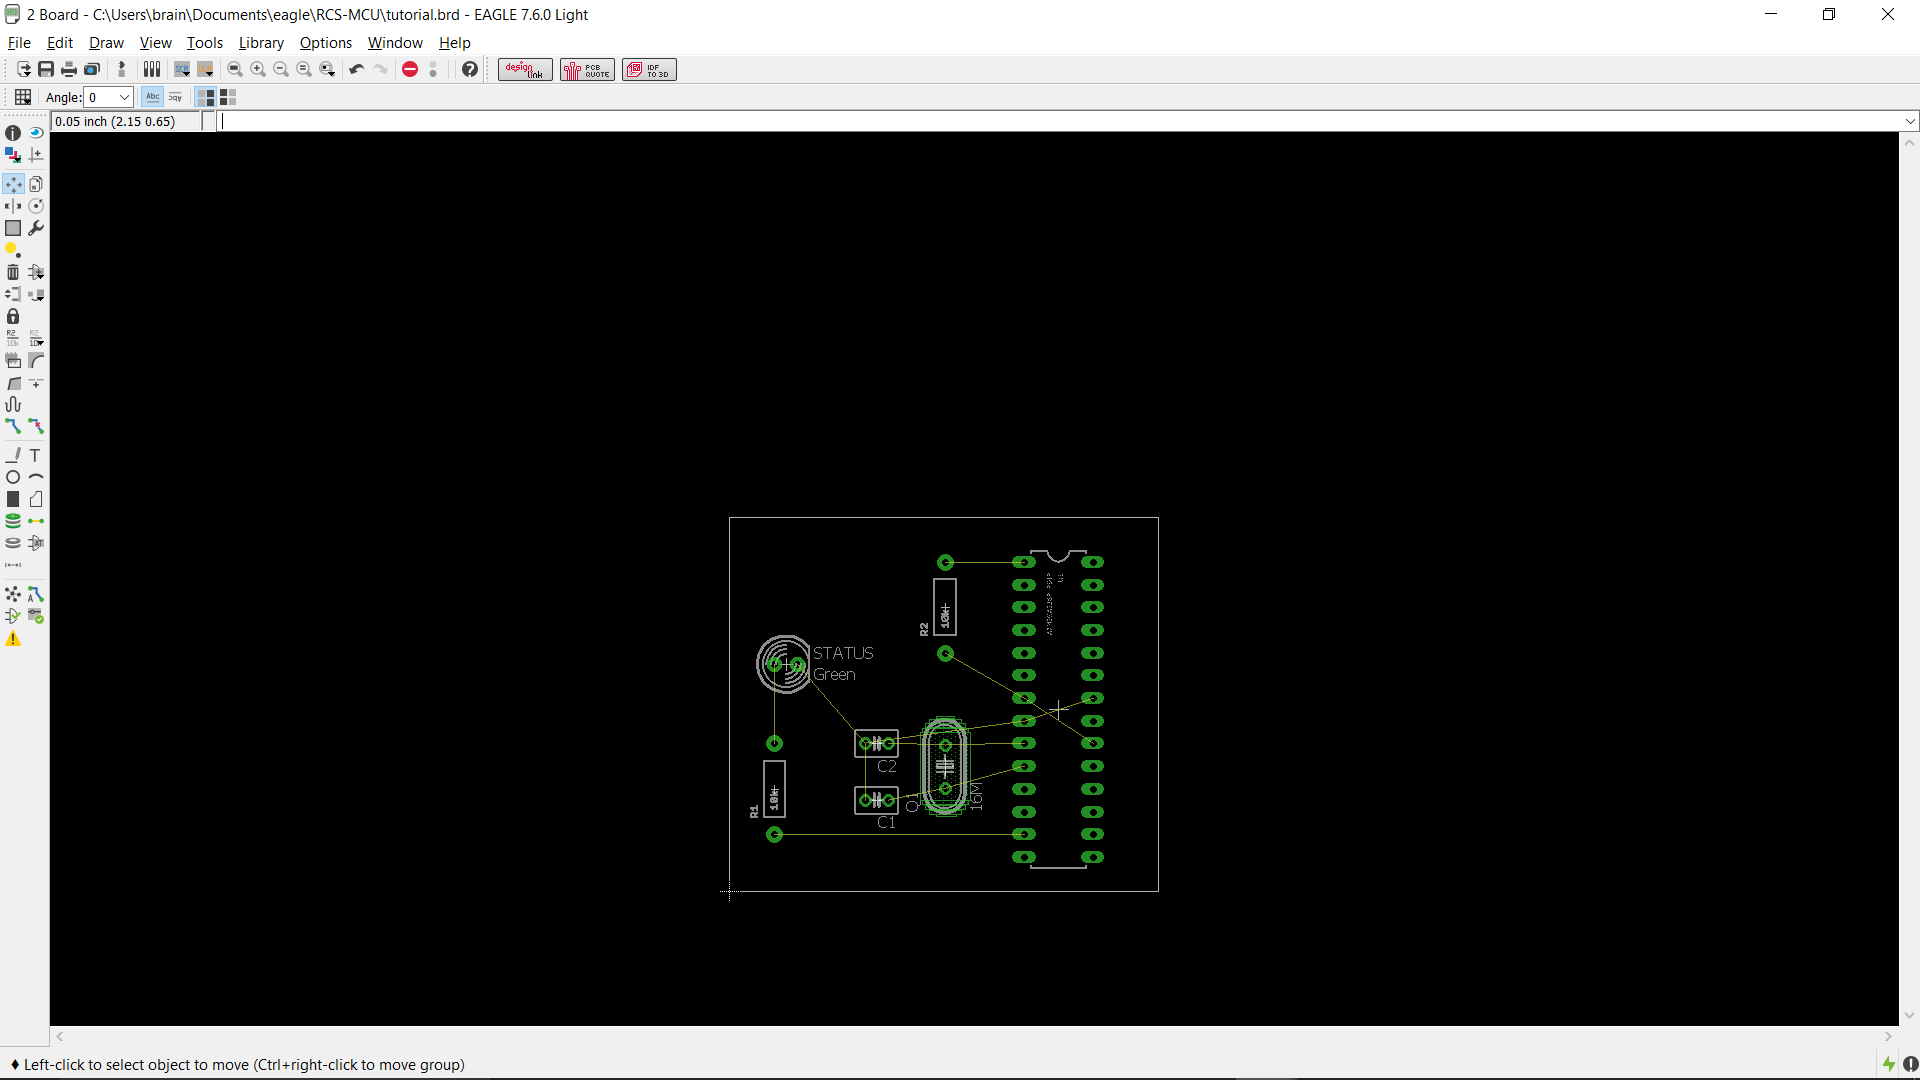 2 Board - C:\Users\brain\Documents\eagle\RCS-MCU\tutorial.brd - EAGLE 7.6.0 Light
File Edit Draw View Tools Library Options Window Help
design link PCB QUOTE IDF TO 3D
Angle: 0
0.05 inch (2.15 0.65)
R2
10k
STATUS
Green
C2
16M
R1
10k
C1
U1
Left-click to select object to move (Ctrl+right-click to move group)